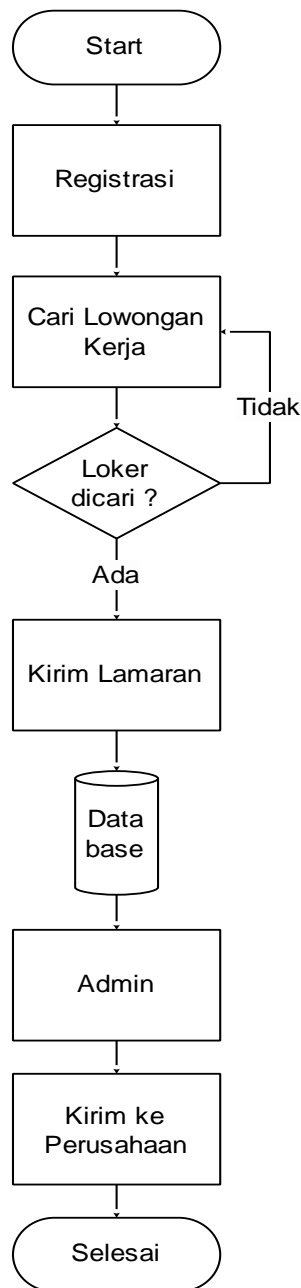 Start
Registrasi
Cari Lowongan
Kerja
Tidak
Loker
dicari ?
Ada
Kirim Lamaran
Data
base
Admin
Kirim ke
Perusahaan
Selesai